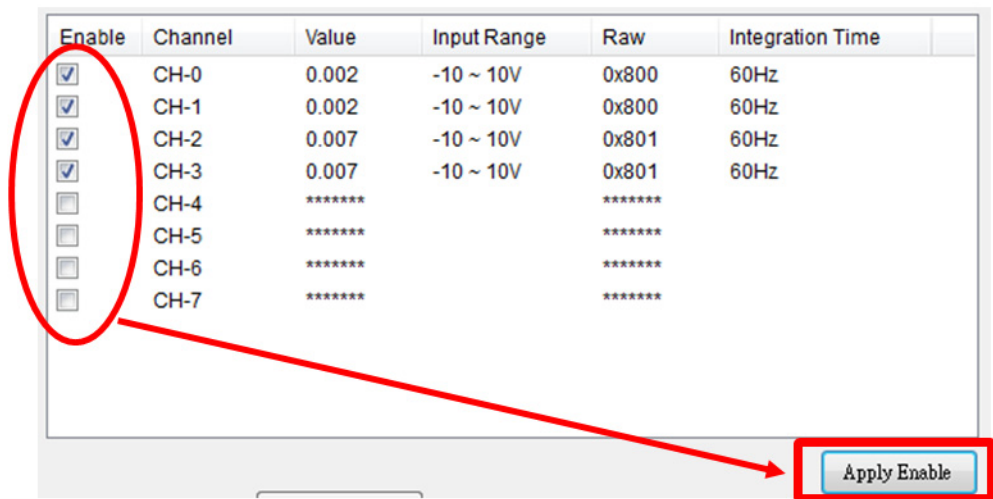 Enable Channel Value Input Range Raw Integration Time
CH-0 0.002 -10 ~ 10V 0x800 60Hz
CH-1 0.002 -10 ~ 10V 0x800 60Hz
CH-2 0.007 -10 ~ 10V 0x801 60Hz
CH-3 0.007 -10 ~ 10V 0x801 60Hz
CH-4 ******* *******
CH-5 ******* *******
CH-6 ******* *******
CH-7 ******* *******
Apply Enable